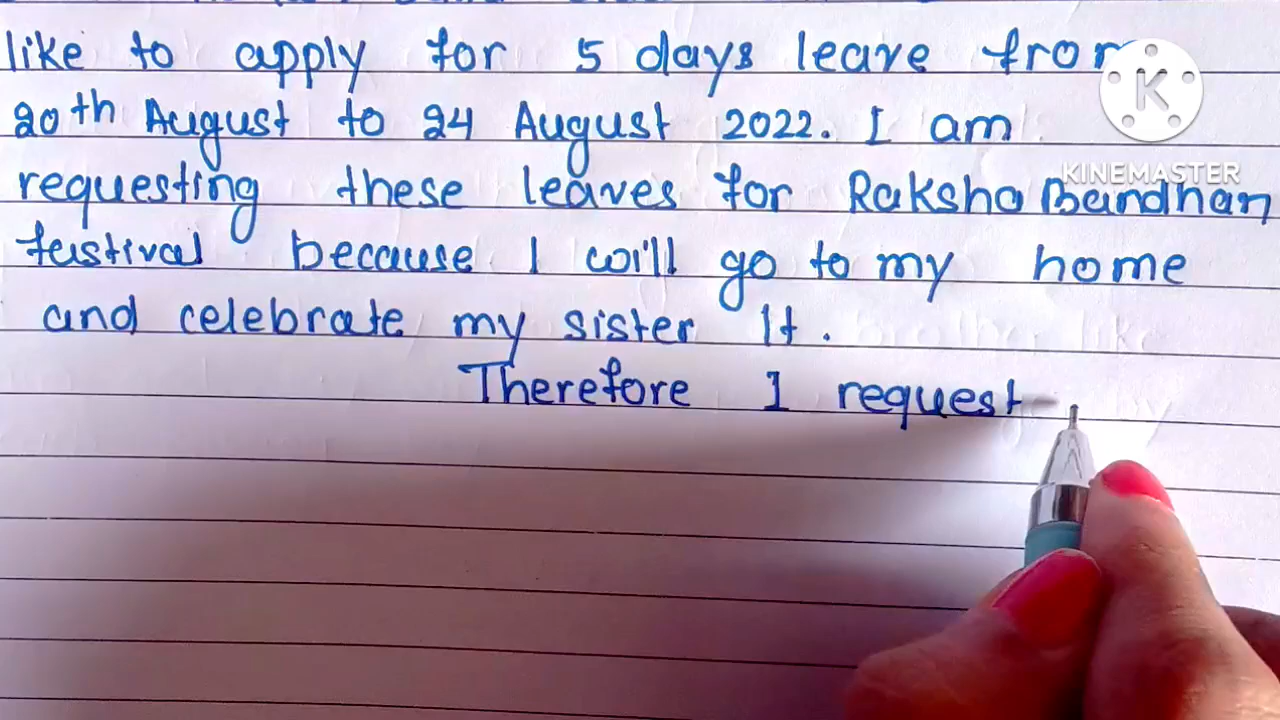 like to apply for 5 days leave from
20th August to 24 August 2022. I am
requesting these leaves for Raksha Bandhan
festival because I will go to my home
and celebrate my sister It.
Therefore I request
K
KINEMASTER